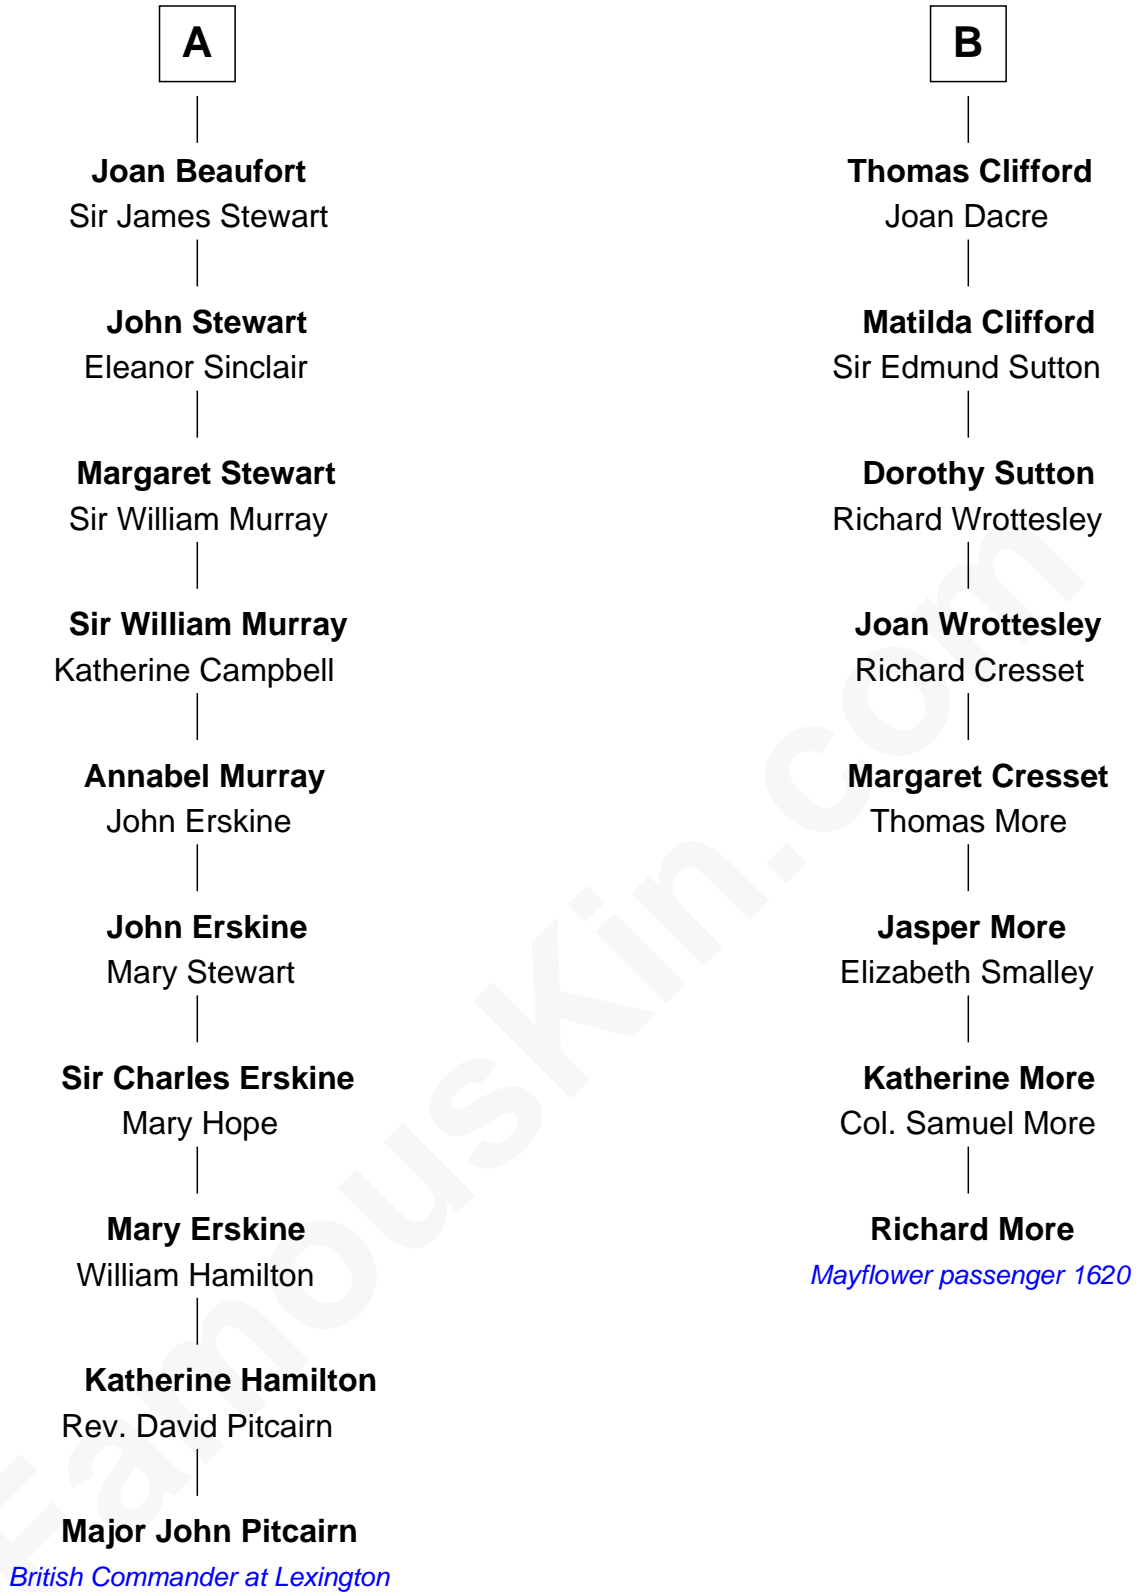 A
Joan Beaufort
Sir James Stewart
John Stewart
Eleanor Sinclair
Margaret Stewart
Sir William Murray
Sir William Murray
Katherine Campbell
Annabel Murray
John Erskine
John Erskine
Mary Stewart
Sir Charles Erskine
Mary Hope
Mary Erskine
William Hamilton
Katherine Hamilton
Rev. David Pitcairn
Major John Pitcairn
British Commander at Lexington
B
Thomas Clifford
Joan Dacre
Matilda Clifford
Sir Edmund Sutton
Dorothy Sutton
Richard Wrottesley
Joan Wrottesley
Richard Cresset
Margaret Cresset
Thomas More
Jasper More
Elizabeth Smalley
Katherine More
Col. Samuel More
Richard More
Mayflower passenger 1620
FamousKin.com